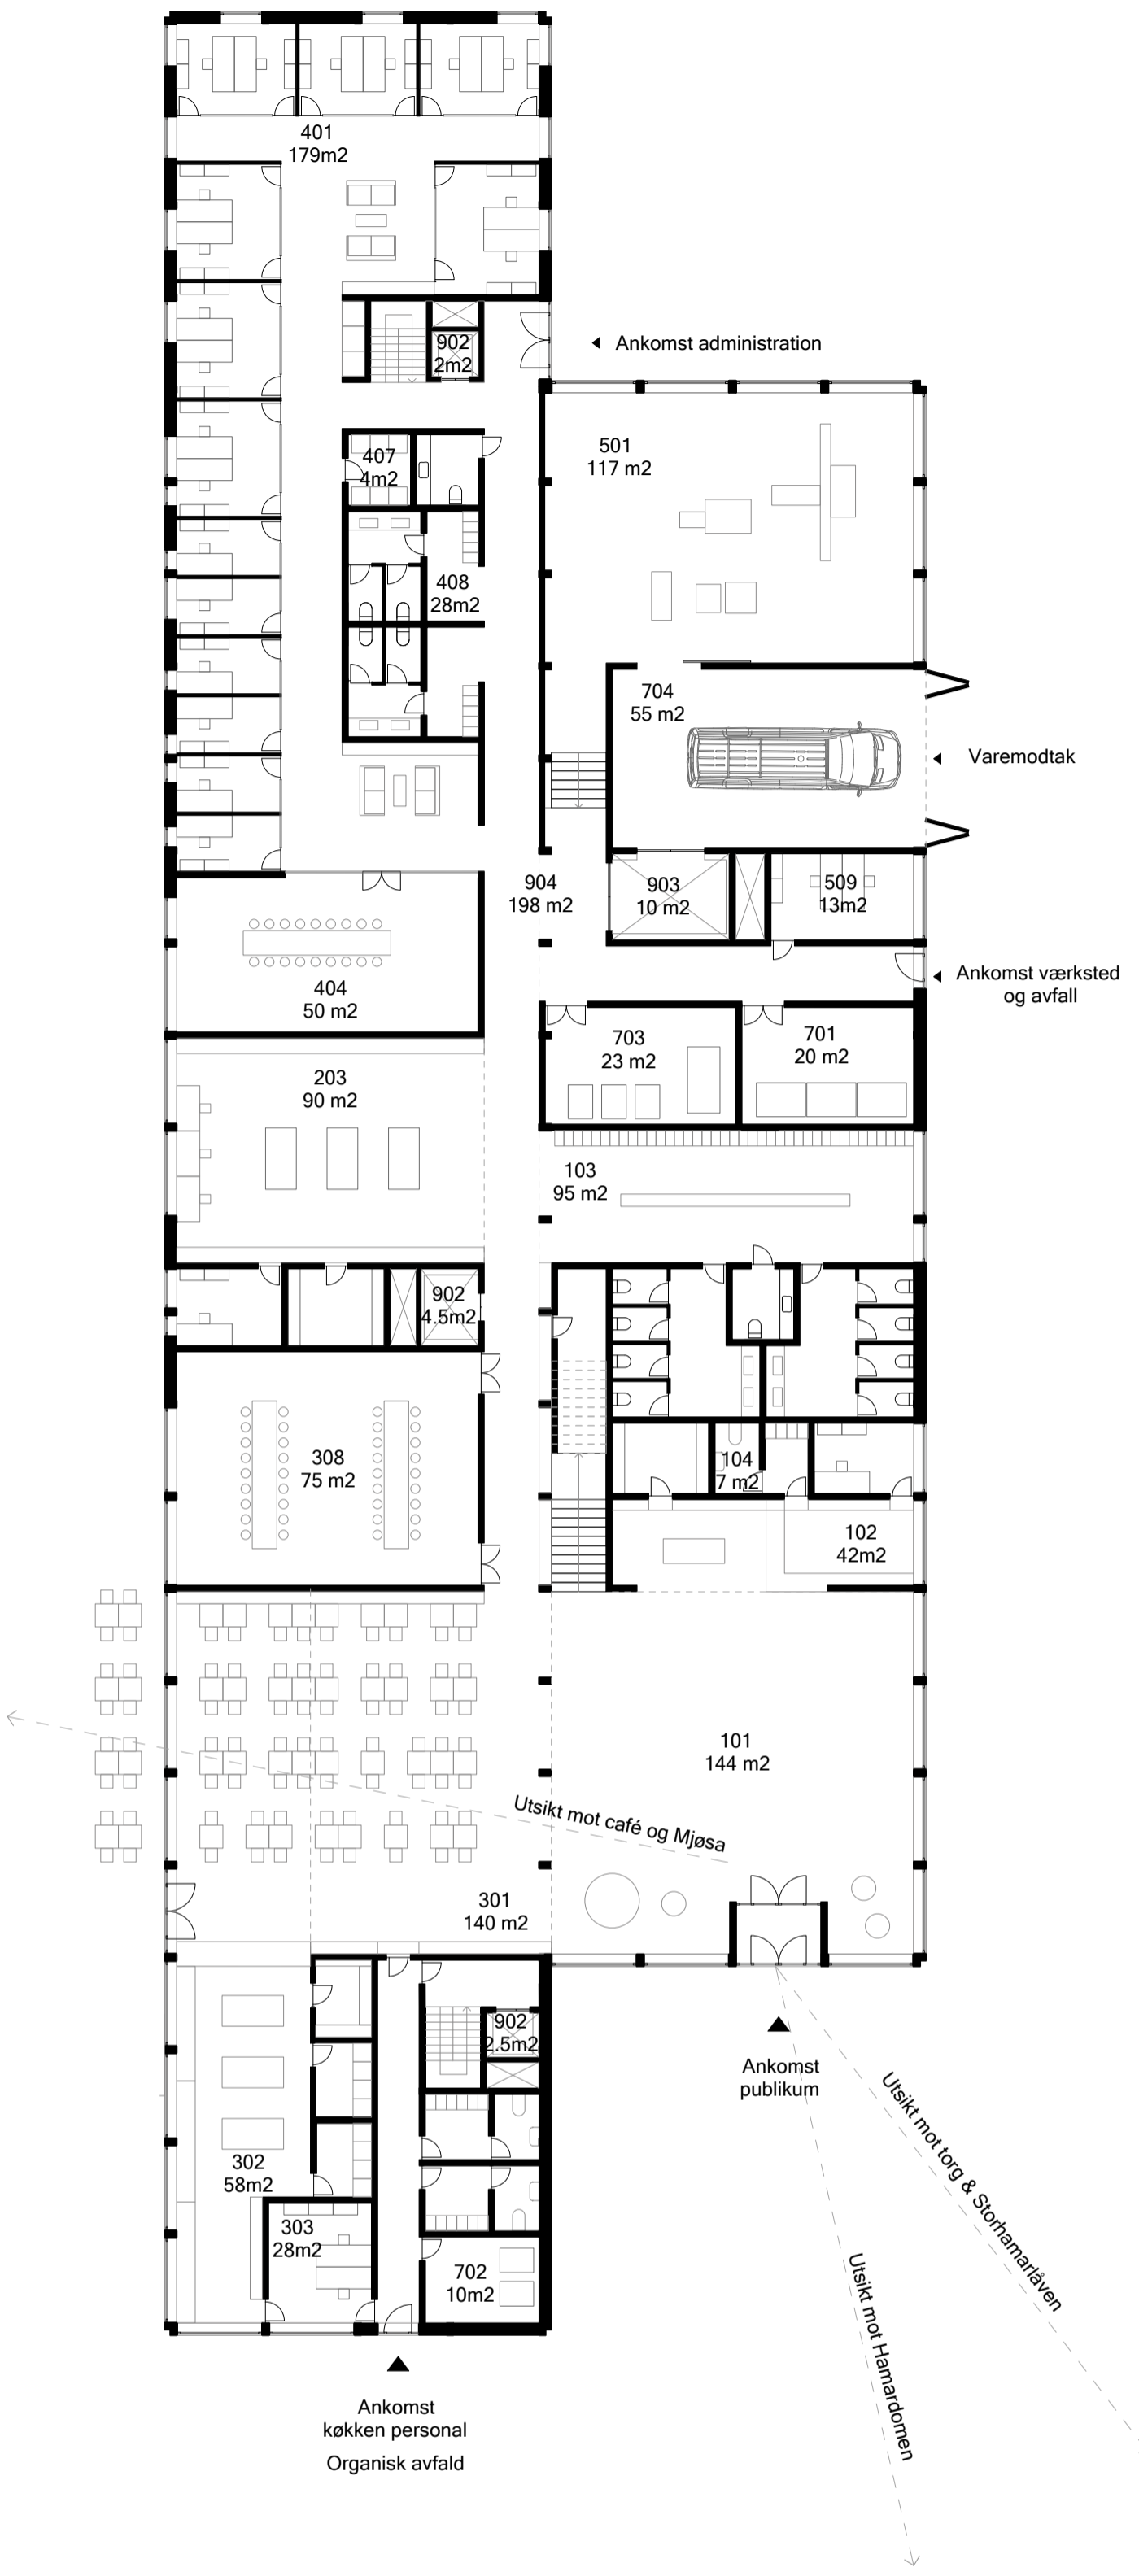 401
179m2
902
2m2
Ankomst administration
501
117 m2
407
4m2
408
28m2
704
55 m2
Varemodtak
904
198 m2
903
10 m2
509
13m2
Ankomst værksted
og avfall
404
50 m2
703
23 m2
701
20 m2
203
90 m2
103
95 m2
902
4.5m2
308
75 m2
104
7 m2
102
42m2
101
144 m2
Utsikt mot café og Mjøsa
301
140 m2
902
2.5m2
Ankomst
publikum
Utsikt mot torg & Storhamarlåven
Utsikt mot Hamardomen
302
58m2
303
28m2
702
10m2
Ankomst
køkken personal
Organisk avfald